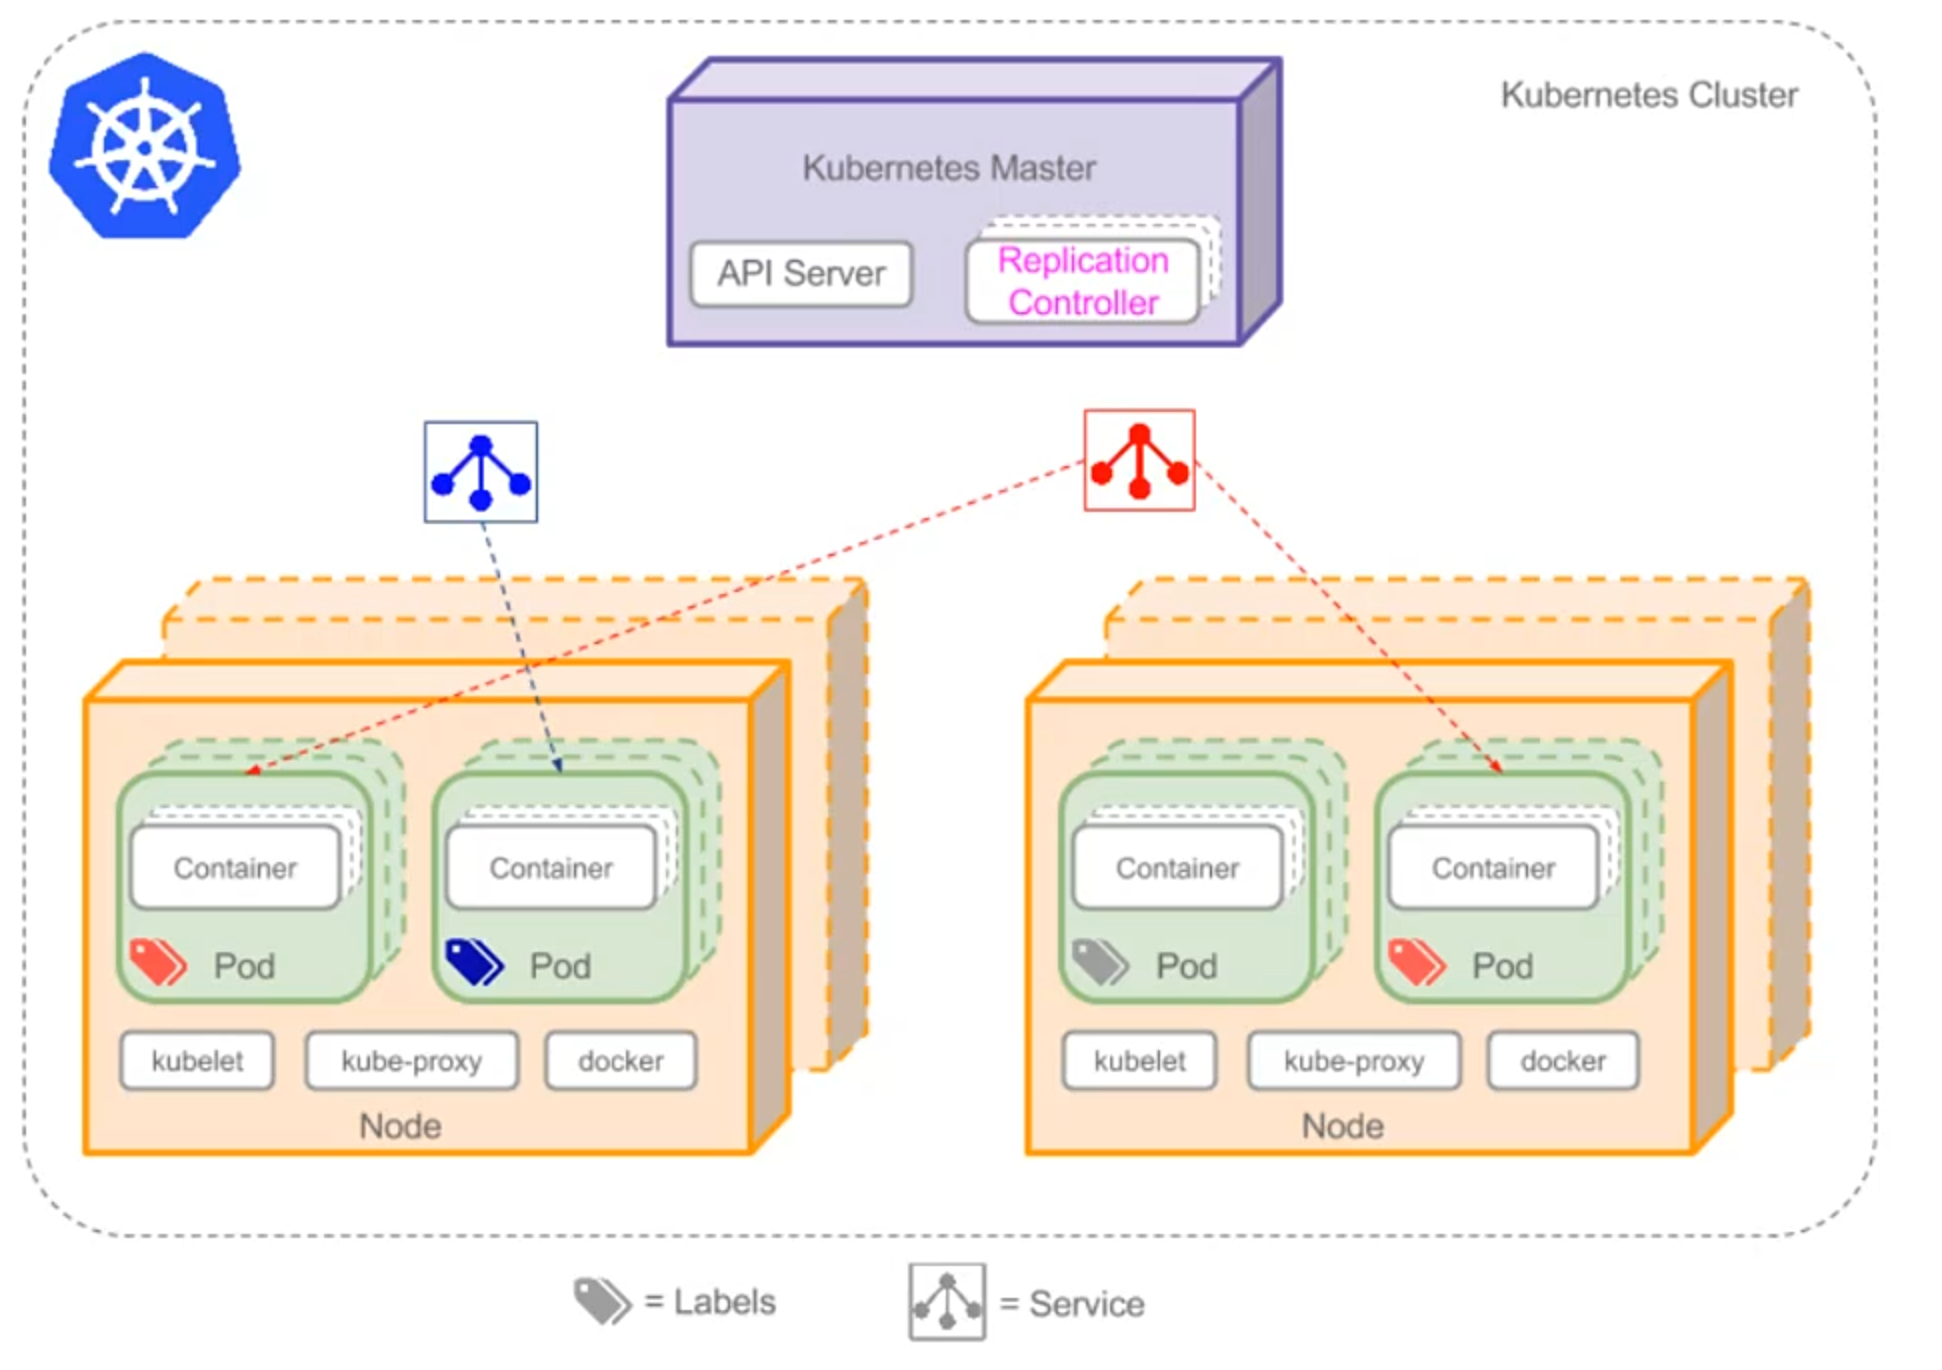 Kubernetes Cluster
Kubernetes Master
API Server
Replication
Controller
Container
Pod
Container
Pod
kubelet
kube-proxy
docker
Node
Container
Pod
Container
Pod
kubelet
kube-proxy
docker
Node
= Labels
= Service